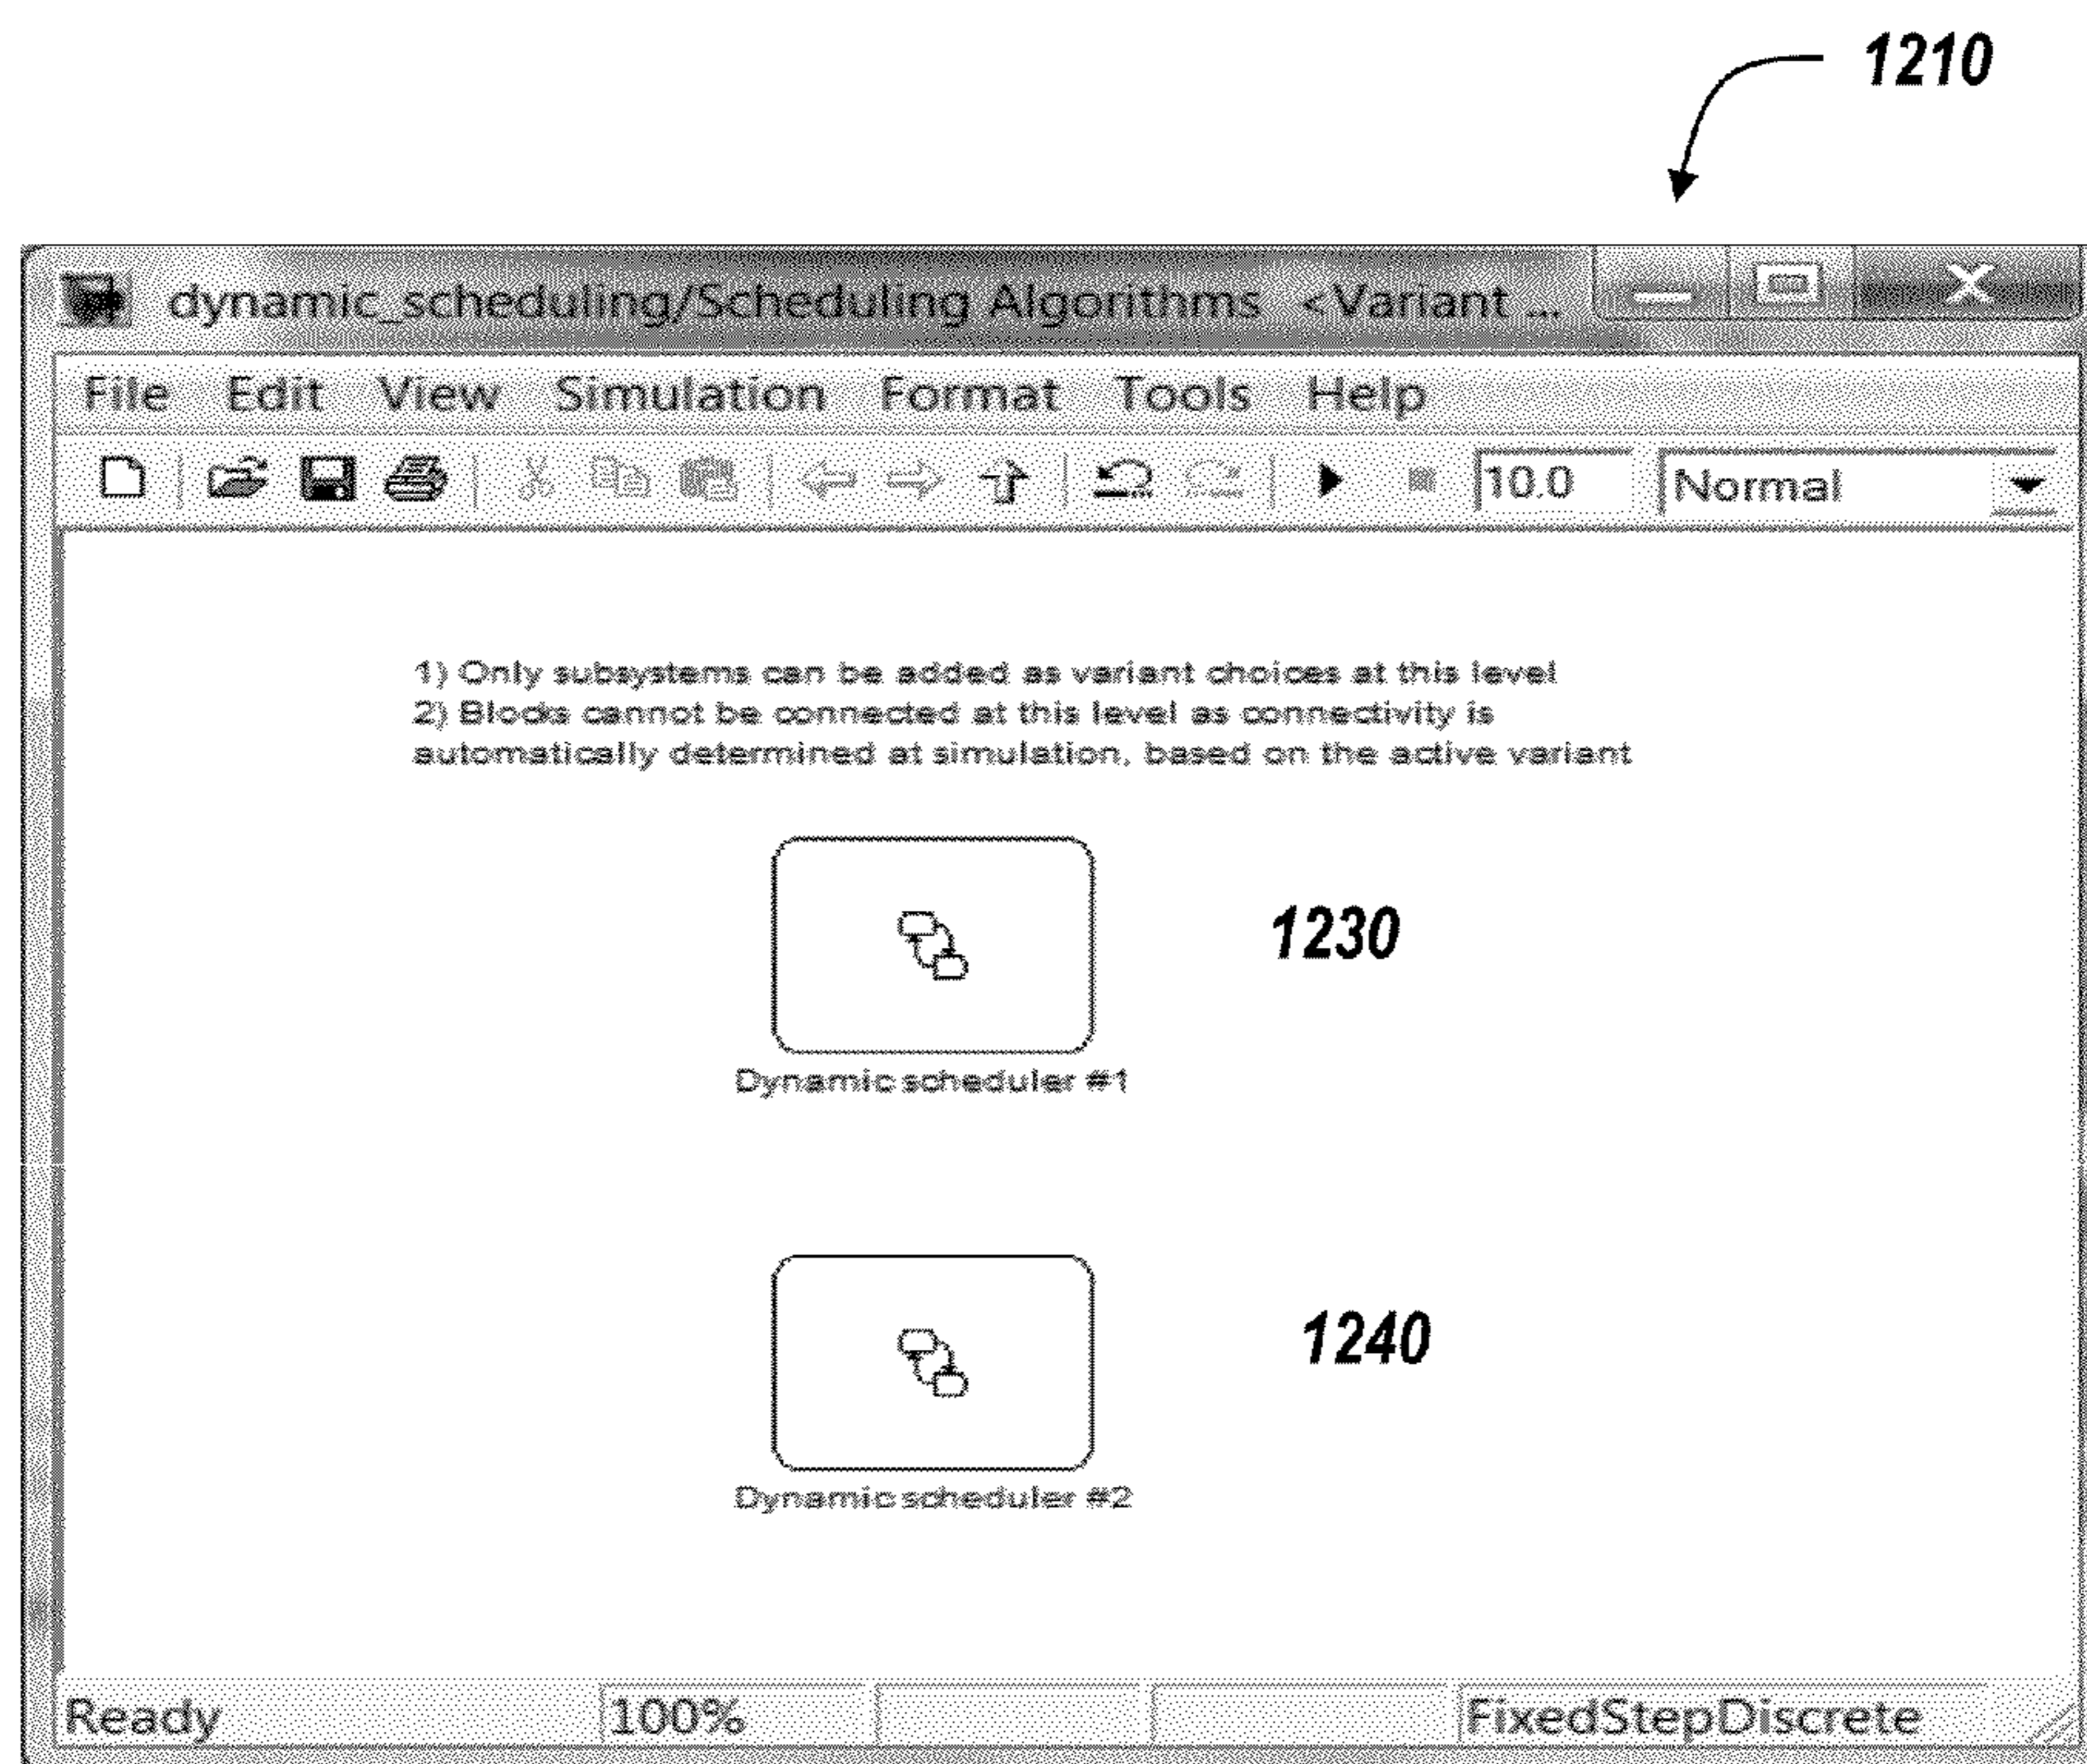 1210
dynamic_scheduling/Scheduling Algorithms <Variant ...
File Edit View Simulation Format Tools Help
10.0 Normal
1) Only subsystems can be added as variant choices at this level
2) Blocks cannot be connected at this level as connectivity is
automatically determined at simulation, based on the active variant
1230
Dynamic scheduler #1
1240
Dynamic scheduler #2
Ready 100% FixedStepDiscrete